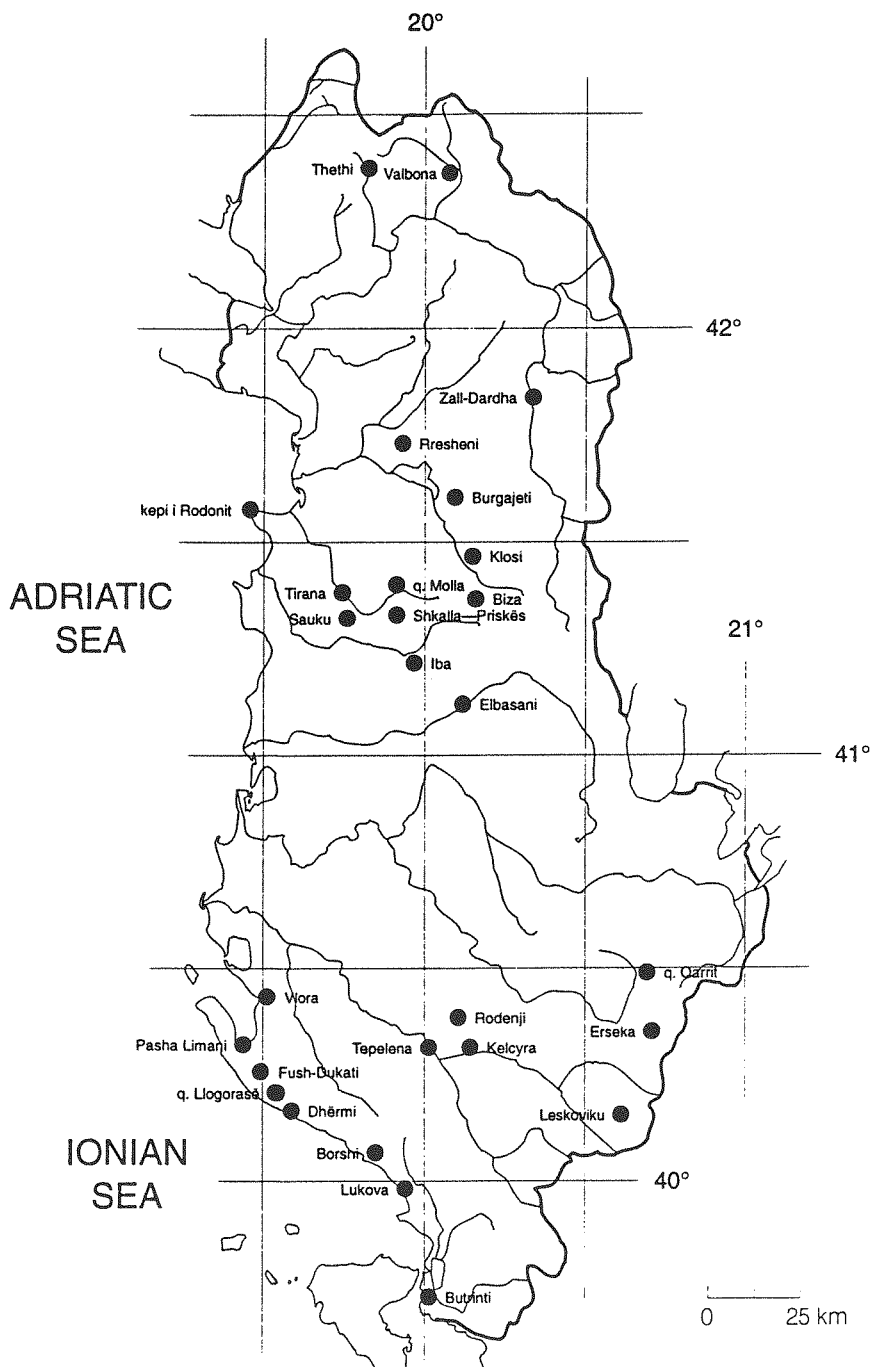 20°
Thethi
Valbona
42°
Zall-Dardha
Rresheni
Burgajeti
kepi i Rodonit
Klosi
q. Molla
Tirana
Biza
ADRIATIC
SEA
Sauku
Shkalla—Priskës
21°
Iba
Elbasani
41°
q. Qarrit
Vlora
Rodenji
Erseka
Pasha Limani
Tepelena
Kelcyra
Fush-Dukati
q. Llogorasë
Dhërmi
Leskoviku
IONIAN
SEA
Borshi
40°
Lukova
Butrinti
0 25 km